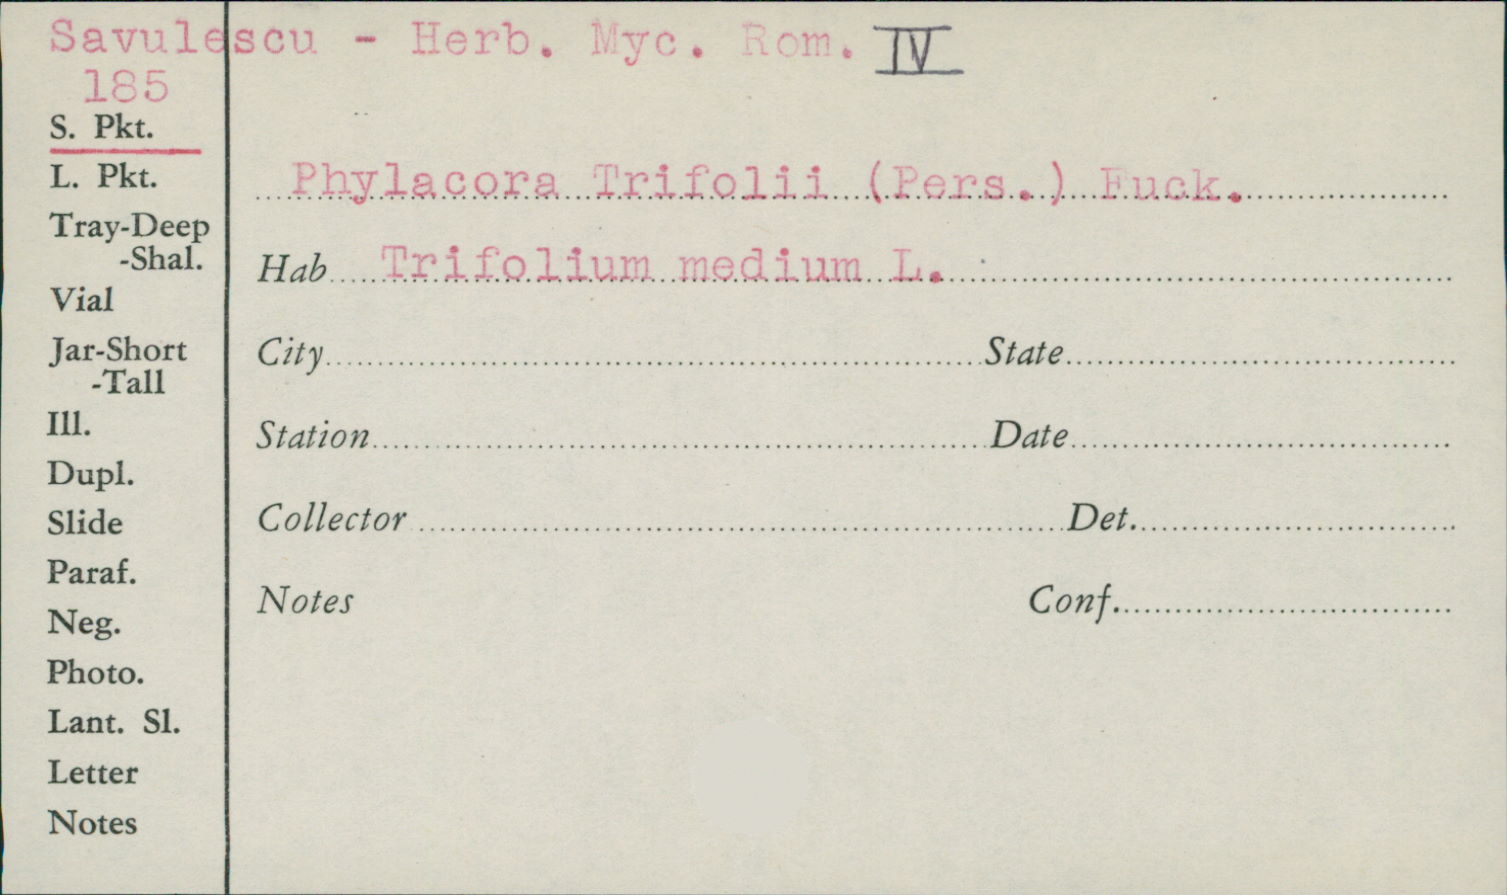 Savulescu - Herb. Myc. Rom. IV
185
S. Pkt.
L. Pkt.
Phylacora Trifolii (Pers.) Fuck.
Tray-Deep
-Shal.
Hab Trifolium medium L.
Vial
Jar-Short
-Tall
City State
Ill.
Station Date
Dupl.
Slide
Collector Det.
Paraf.
Notes Conf.
Neg.
Photo.
Lant. Sl.
Letter
Notes